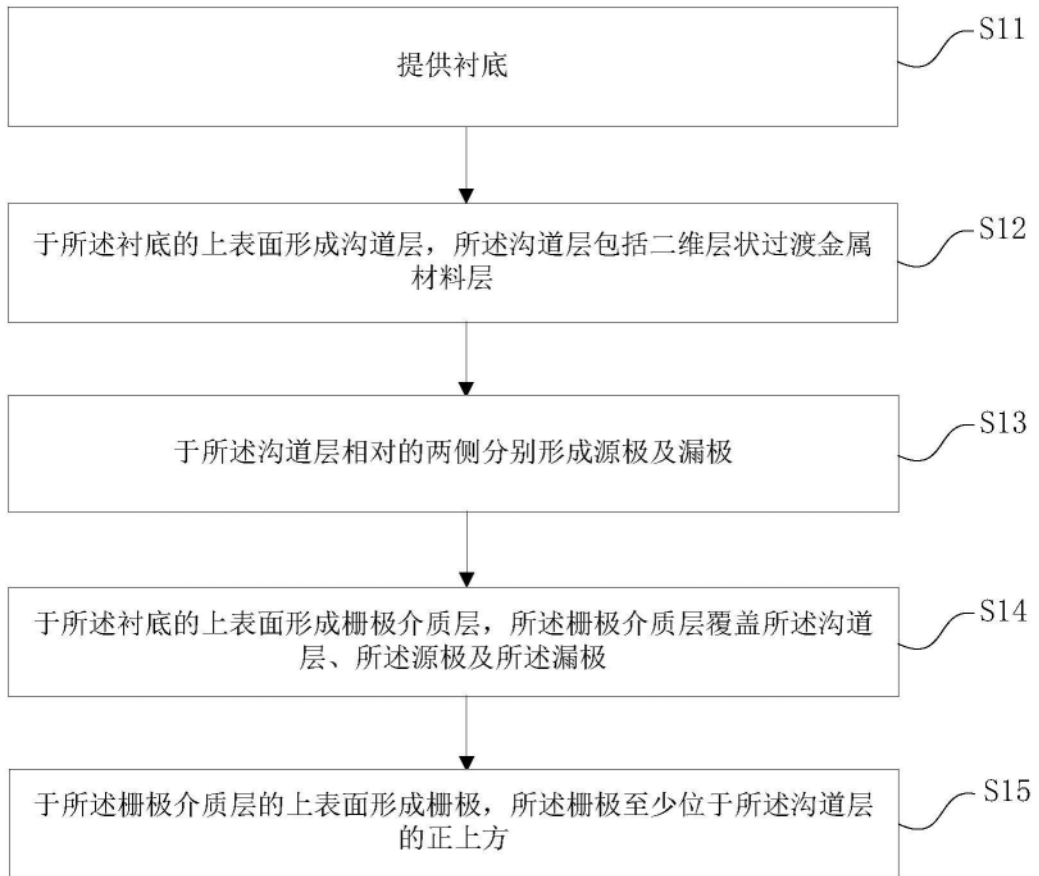 提供衬底
S11
于所述衬底的上表面形成沟道层，所述沟道层包括二维层状过渡金属
材料层
S12
于所述沟道层相对的两侧分别形成源极及漏极
S13
于所述衬底的上表面形成栅极介质层，所述栅极介质层覆盖所述沟道
层、所述源极及所述漏极
S14
于所述栅极介质层的上表面形成栅极，所述栅极至少位于所述沟道层
的正上方
S15